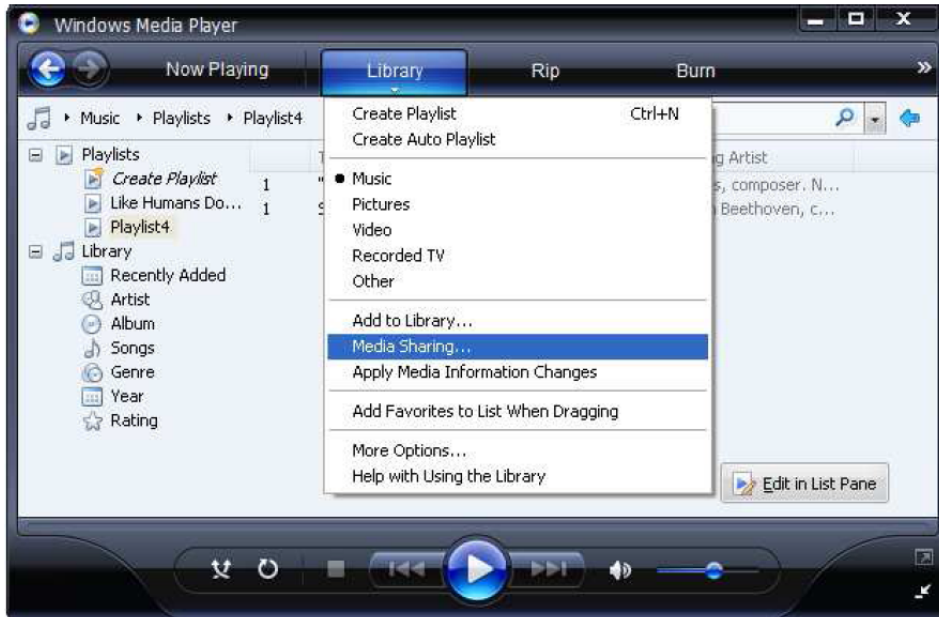 Windows Media Player
Now Playing
Library
Rip
Burn
»
Music ▸ Playlists ▸ Playlist4
Create Playlist Ctrl+N
Create Auto Playlist
Music
Pictures
Video
Recorded TV
Other
Add to Library...
Media Sharing...
Apply Media Information Changes
Add Favorites to List When Dragging
More Options...
Help with Using the Library
Playlists
Create Playlist
Like Humans Do...
Playlist4
Library
Recently Added
Artist
Album
Songs
Genre
Year
Rating
1
1
Artist
, composer. N...
Beethoven, c...
Edit in List Pane